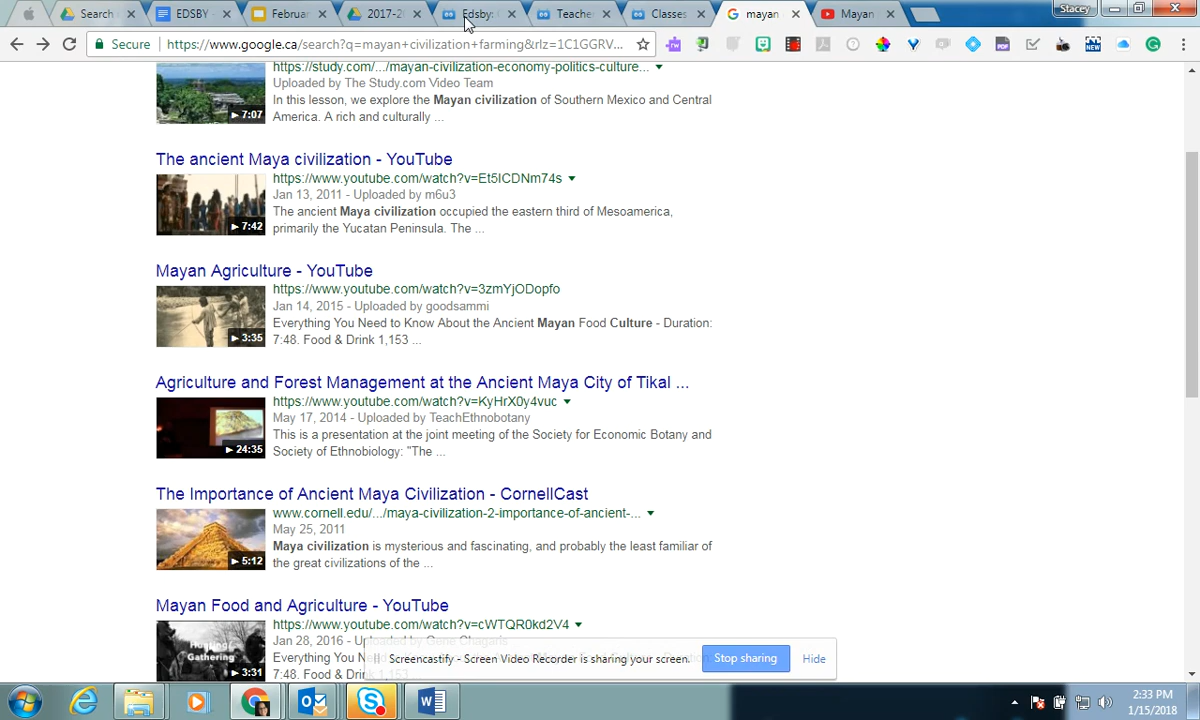 Search
EDSBY -
Februar
2017-2
Edsby:
Teache
Classes
mayan
Mayan
Stacey
Secure
https://www.google.ca/search?q=mayan+civilization+farming&rlz=1C1GGRV...
https://study.com/.../mayan-civilization-economy-politics-culture...
Uploaded by The Study.com Video Team
In this lesson, we explore the Mayan civilization of Southern Mexico and Central
America. A rich and culturally ...
7:07
The ancient Maya civilization - YouTube
https://www.youtube.com/watch?v=Et5ICDNm74s
Jan 13, 2011 - Uploaded by m6u3
The ancient Maya civilization occupied the eastern third of Mesoamerica,
primarily the Yucatan Peninsula. The ...
7:42
Mayan Agriculture - YouTube
https://www.youtube.com/watch?v=3zmYjODopfo
Jan 14, 2015 - Uploaded by goodsammi
Everything You Need to Know About the Ancient Mayan Food Culture - Duration:
7:48. Food & Drink 1,153 ...
3:35
Agriculture and Forest Management at the Ancient Maya City of Tikal ...
https://www.youtube.com/watch?v=KyHrX0y4vuc
May 17, 2014 - Uploaded by TeachEthnobotany
This is a presentation at the joint meeting of the Society for Economic Botany and
Society of Ethnobiology: "The ...
24:35
The Importance of Ancient Maya Civilization - CornellCast
www.cornell.edu/.../maya-civilization-2-importance-of-ancient-...
May 25, 2011
Maya civilization is mysterious and fascinating, and probably the least familiar of
the great civilizations of the ...
5:12
Mayan Food and Agriculture - YouTube
https://www.youtube.com/watch?v=cWTQR0kd2V4
Jan 28, 2016 - Uploaded by Gene Chagaris
Everything You Ne
7:48. Food & Drink 1,153
Hunting/
Gathering
3:31
Screencastify - Screen Video Recorder is sharing your screen.
Stop sharing
Hide
2:33 PM
1/15/2018